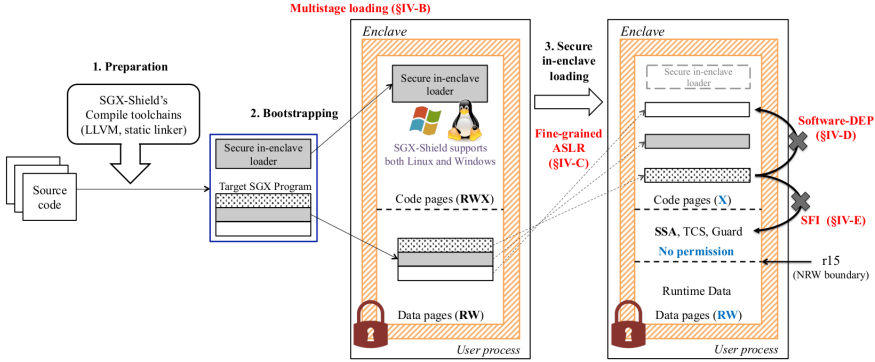 Multistage loading (§IV-B)
1. Preparation
SGX-Shield's
Compile toolchains
(LLVM, static linker)
Source
code
2. Bootstrapping
Secure in-enclave
loader
Target SGX Program
Enclave
Secure in-enclave
loader
SGX-Shield supports
both Linux and Windows
Code pages (RWX)
Data pages (RW)
User process
3. Secure
in-enclave
loading
Fine-grained
ASLR
(§IV-C)
Enclave
Secure in-enclave
loader
Code pages (X)
SSA, TCS, Guard
No permission
Runtime Data
Data pages (RW)
User process
Software-DEP
(§IV-D)
SFI (§IV-E)
r15
(NRW boundary)